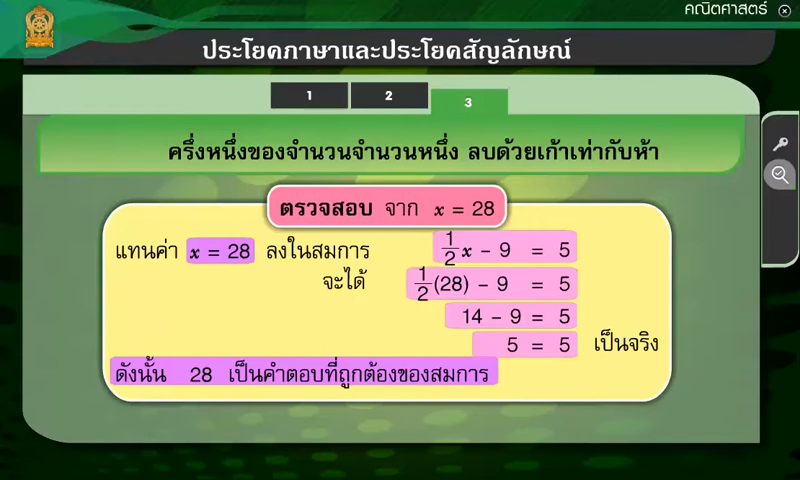 คณิตศาสตร์
ประโยคภาษาและประโยคสัญลักษณ์
1 2 3
ครึ่งหนึ่งของจำนวนจำนวนหนึ่ง ลบด้วยเก้าเท่ากับห้า
ตรวจสอบ จาก x = 28
แทนค่า x = 28 ลงในสมการ 1/2 x - 9 = 5
จะได้ 1/2 (28) - 9 = 5
14 - 9 = 5
5 = 5 เป็นจริง
ดังนั้น 28 เป็นคำตอบที่ถูกต้องของสมการ